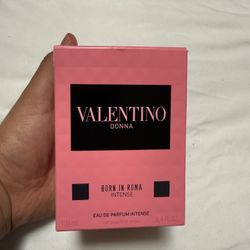 VALENTINO
DONNA
BORN IN ROMA
INTENSE
EAU DE PARFUM INTENSE